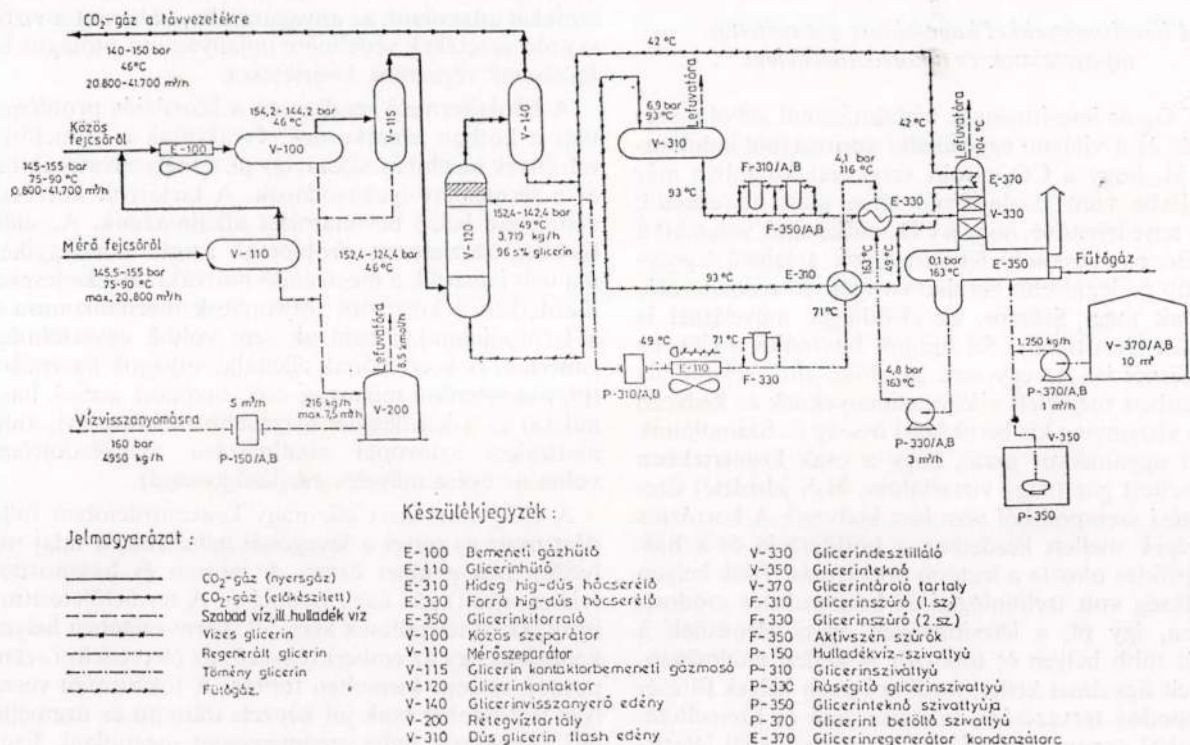 CO₂-gáz a távvezetékre
140-150 bar
46°C
20.800-41.700 m³/h
Közös
fejcsőről
E-100
V-100
145-155 bar
75-90 °C
0.800-41.700 m³/h
154,2-144,2 bar
46°C
V-115
V-140
V-120
Mérő fejcsőről
V-110
145,5-155 bar
75-90 °C
max. 20.800 m³/h
152,4-124,4 bar
46°C
152,4-142,4 bar
49°C
3.719 kg/h
96 s% glicerin
Lefuvatóra
8,5 nm³/h
216 kg/h
max. 7,5 m³/h
V-200
Vízvisszanyomásra
5 m³/h
160 bar
4950 kg/h
P-150/A,B
42 °C
6,9 bar
93°C
Lefuvatóra
V-310
93°C
F-310/A,B
F-350/A,B
4,1 bar
116 °C
E-330
163°C
49 °C
93°C
E-310
71°C
P-310/A,B
49 °C
E-110
71°C
F-330
Lefuvatóra
104 °C
E-370
V-330
0,1 bar
163 °C
E-350
Fűtőgáz
4,8 bar
163°C
P-330/A,B
3 m³/h
1.250 kg/h
P-370/A,B
1 m³/h
V-370/A,B
10 m³
V-350
P-350
Jelmagyarázat :
CO₂-gáz (nyersgáz)
CO₂-gáz (előkészített)
Szabad víz, ill. hulladék víz
Vizes glicerin
Regenerált glicerin
Tömény glicerin
Fűtőgáz
Készülékjegyzék :
E-100 Bemeneti gázhűtő
E-110 Glicerinhűtő
E-310 Hideg híg-dús hőcserélő
E-330 Forró híg-dús hőcserélő
E-350 Glicerinkiforraló
V-100 Közös szeparátor
V-110 Mérőszeparátor
V-115 Glicerin kontaktor bemeneti gázmosó
V-120 Glicerinkontaktor
V-140 Glicerinvisszanyerő edény
V-200 Rétegvíztartály
V-310 Dús glicerin flash edény
V-330 Glicerindesztilláló
V-350 Glicerinteknő
V-370 Glicerintároló tartály
F-310 Glicerinszűrő (1.sz)
F-330 Glicerinszűrő (2.sz.)
F-350 Aktívszén szűrők
P-150 Hulladékvíz-szivattyú
P-310 Glicerinszivattyú
P-330 Rásegítő glicerinszivattyú
P-350 Glicerinteknő szivattyúja
P-370 Glicerint betöltő szivattyú
E-370 Glicerinregenerátor kondenzátora